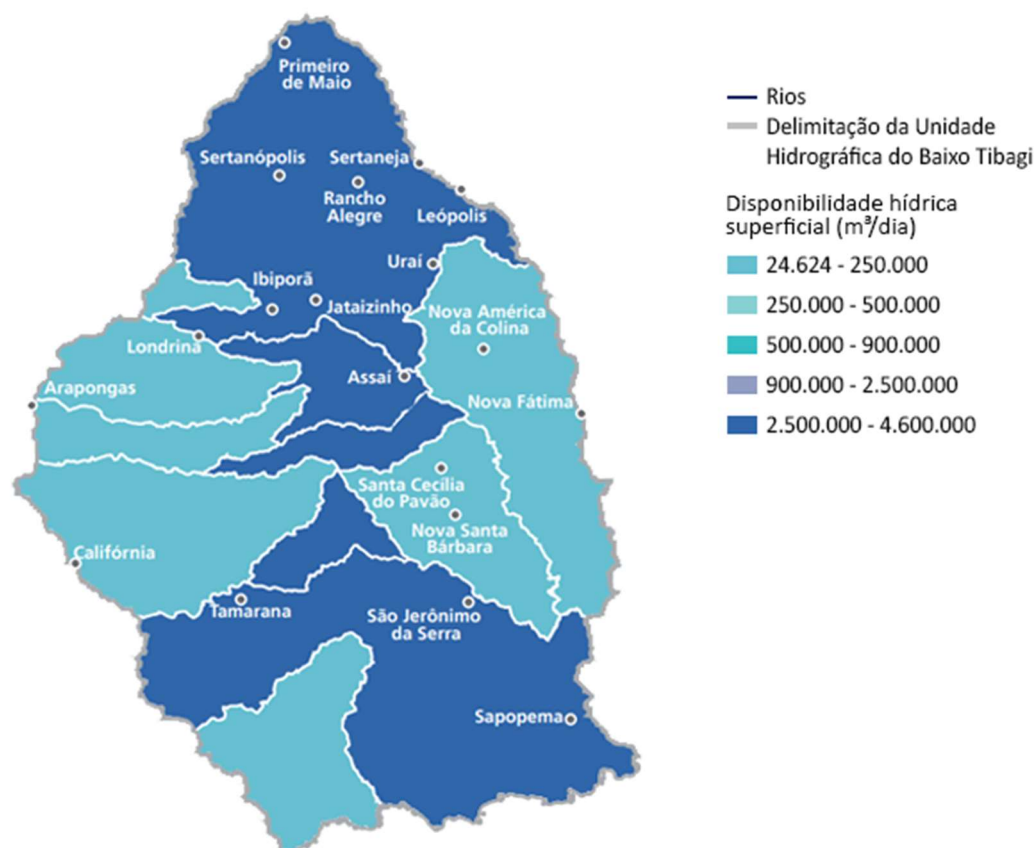 Primeiro
de Maio
Sertanópolis
Sertaneja
Rancho
Alegre
Leópolis
Uraí
Ibiporã
Jataizinho
Nova América
da Colina
Londrina
Assaí
Arapongas
Nova Fátima
Santa Cecília
do Pavão
Nova Santa
Bárbara
Califórnia
Tamarana
São Jerônimo
da Serra
Sapopema
Rios
Delimitação da Unidade
Hidrográfica do Baixo Tibagi
Disponibilidade hídrica
superficial (m³/dia)
24.624 - 250.000
250.000 - 500.000
500.000 - 900.000
900.000 - 2.500.000
2.500.000 - 4.600.000